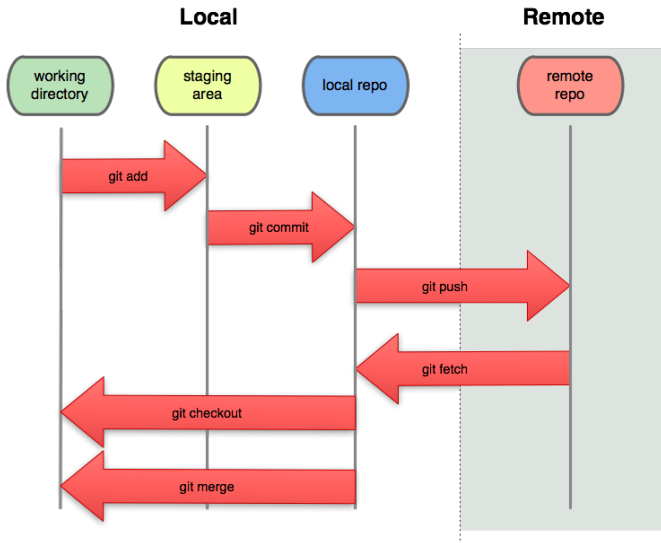 Local
Remote
working
directory
staging
area
local repo
remote
repo
git add
git commit
git push
git fetch
git checkout
git merge